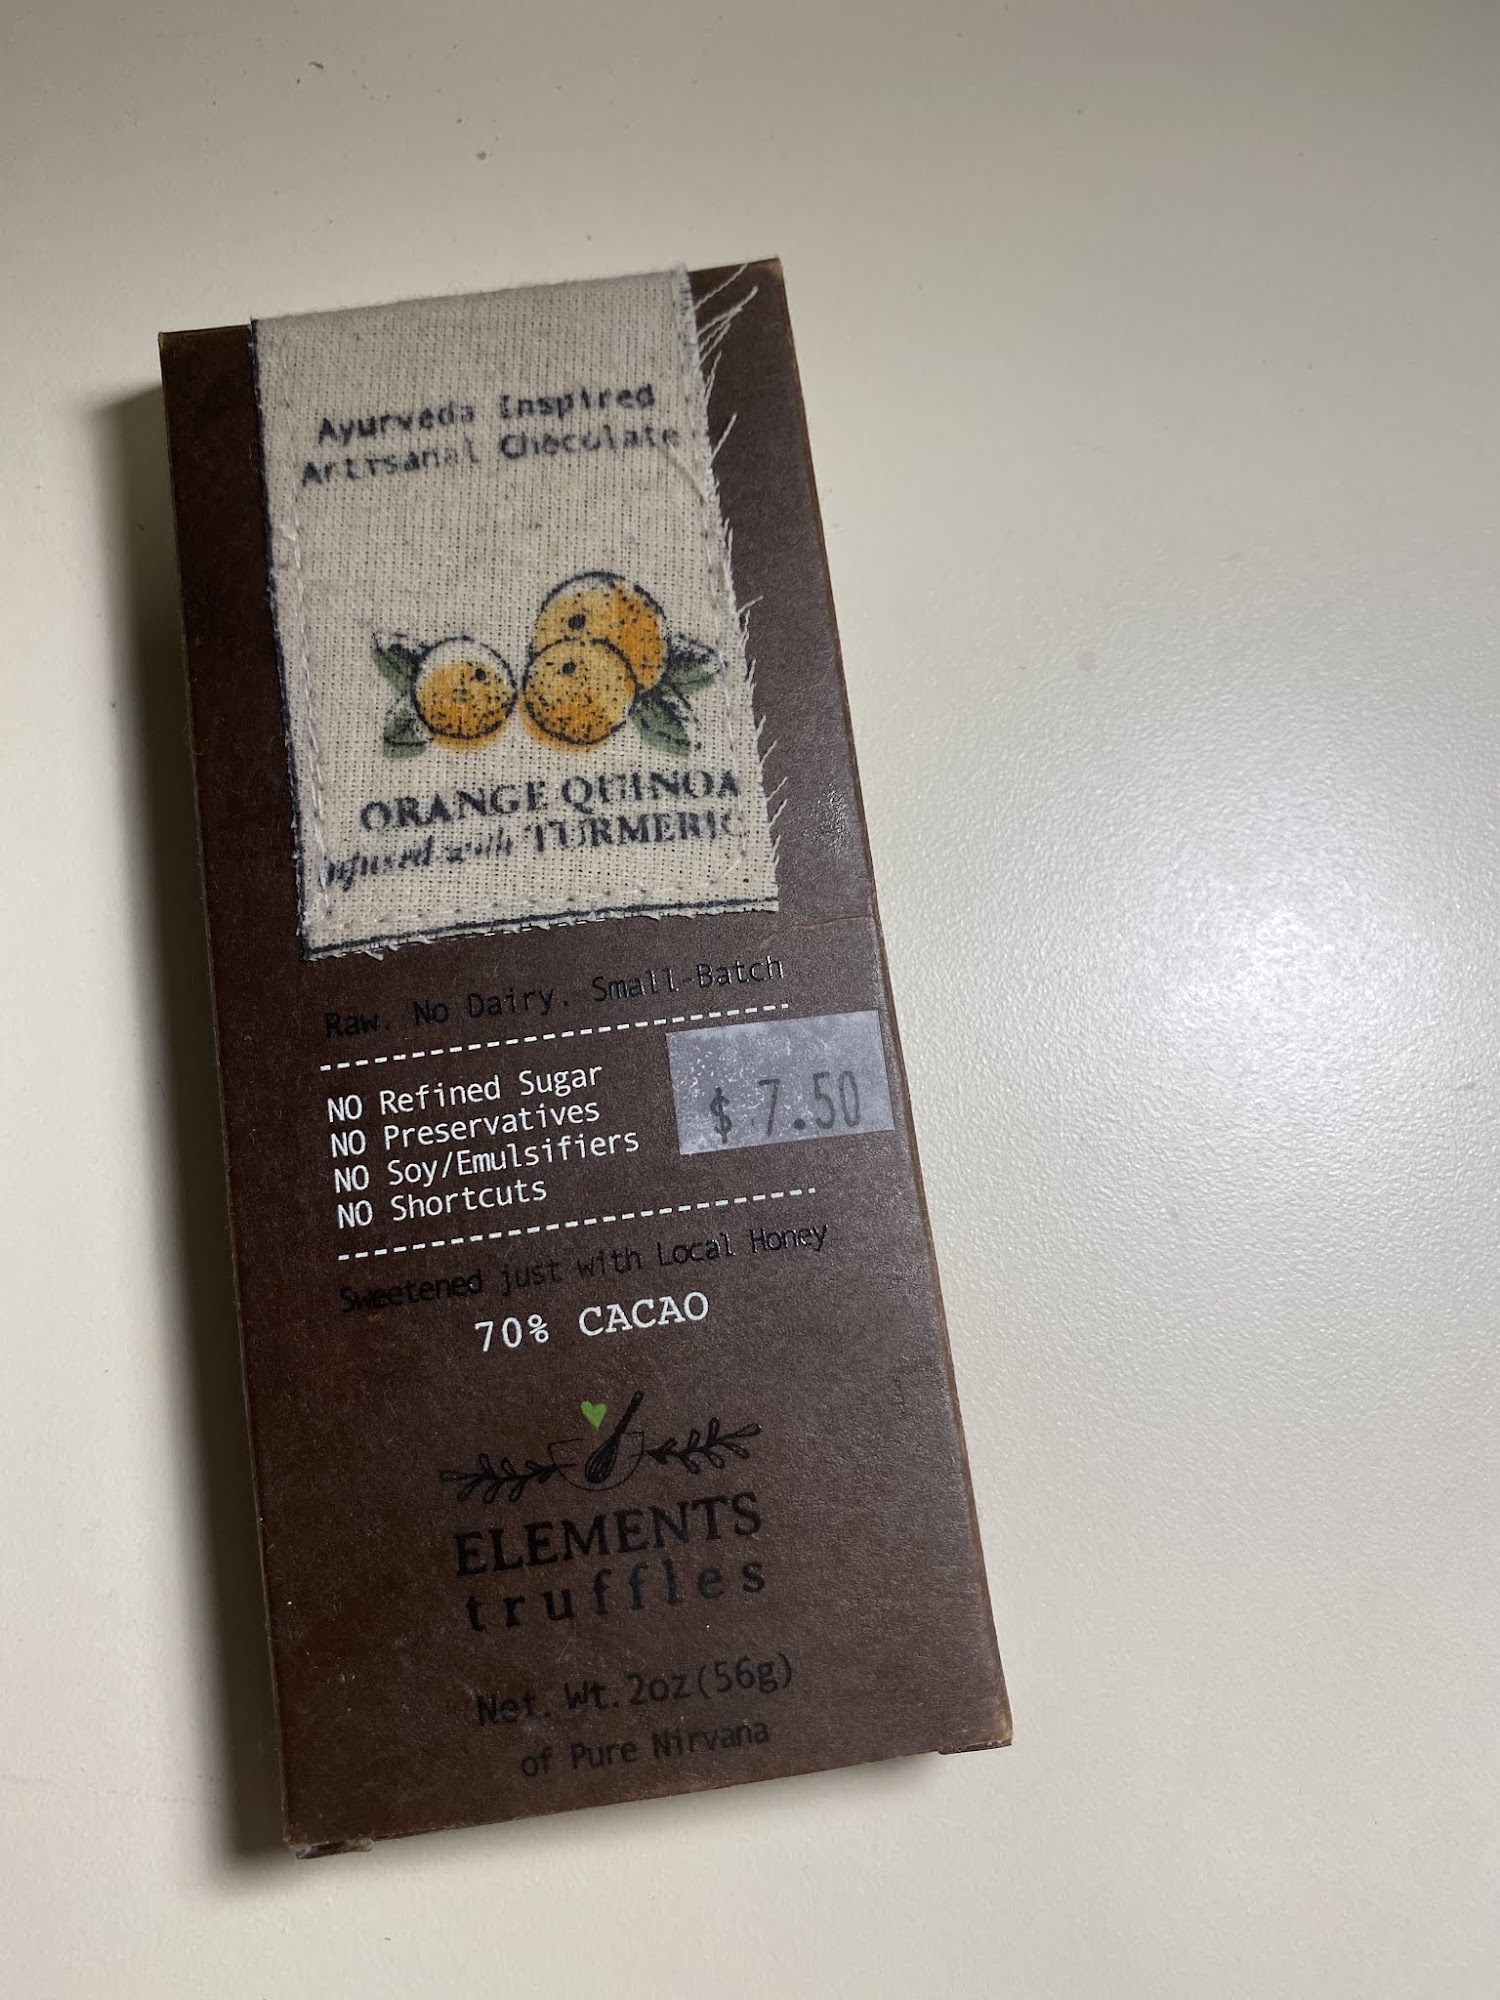 Ayurveda Inspired
Artisanal Chocolate
ORANGE QUINOA
infused with TURMERIC
Raw. No Dairy. Small-Batch
NO Refined Sugar
NO Preservatives
NO Soy/Emulsifiers
NO Shortcuts
$ 7.50
Sweetened just with Local Honey
70% CACAO
ELEMENTS
truffles
Net. Wt. 2oz(56g)
of Pure Nirvana